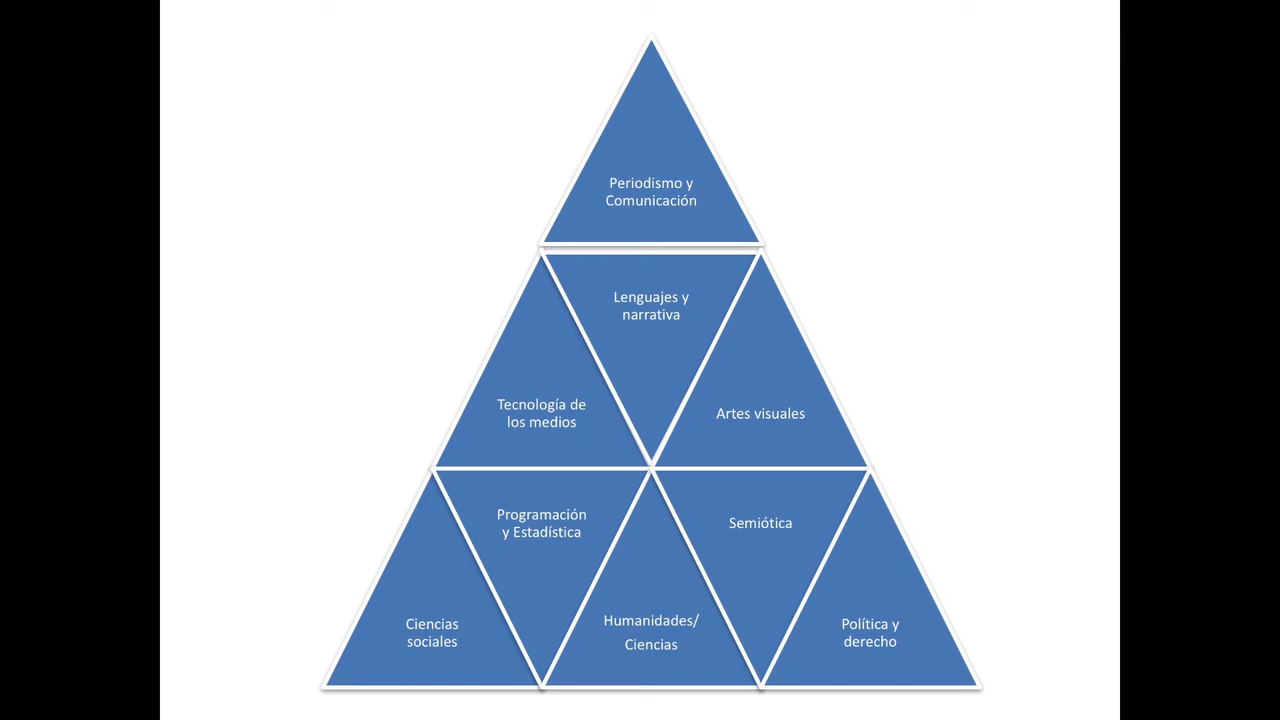 Periodismo y
Comunicación
Lenguajes y
narrativa
Tecnología de
los medios
Artes visuales
Programación
y Estadística
Semiótica
Ciencias
sociales
Humanidades/
Ciencias
Política y
derecho